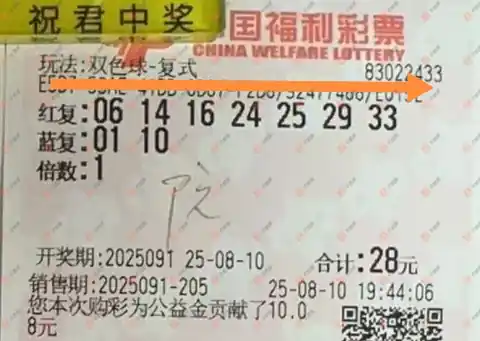 祝君中奖
中国福利彩票
CHINA WELFARE LOTTERY
玩法:双色球-复式
83022433
红复:06 14 16 24 25 29 33
蓝复:01 10
倍数:1
开奖期:2025091 25-08-10 合计:28元
销售期:2025091-205 25-08-10 19:44:06
您本次购彩为公益金贡献了10.0
8元